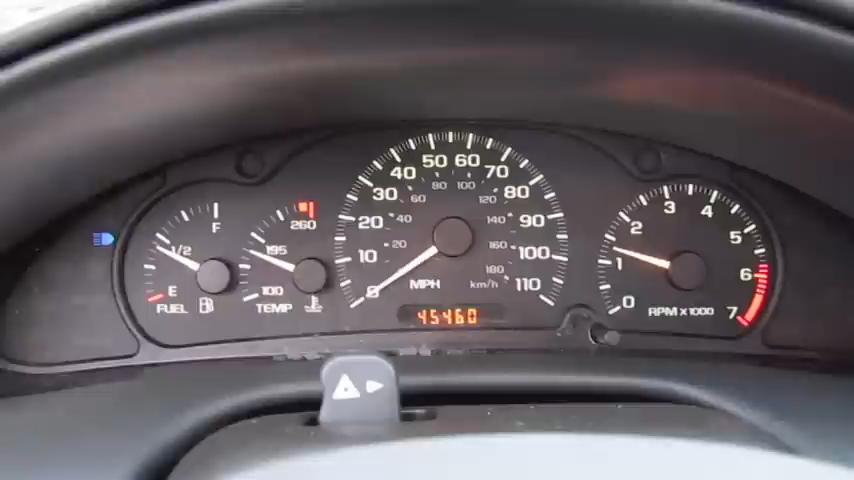 F
1/2
E
FUEL
260
195
100
TEMP
0 10 20 30 40 50 60 70 80 90 100 110
20 40 60 80 100 120 140 160 180
MPH
km/h
45460
0 1 2 3 4 5 6 7
RPM x 1000